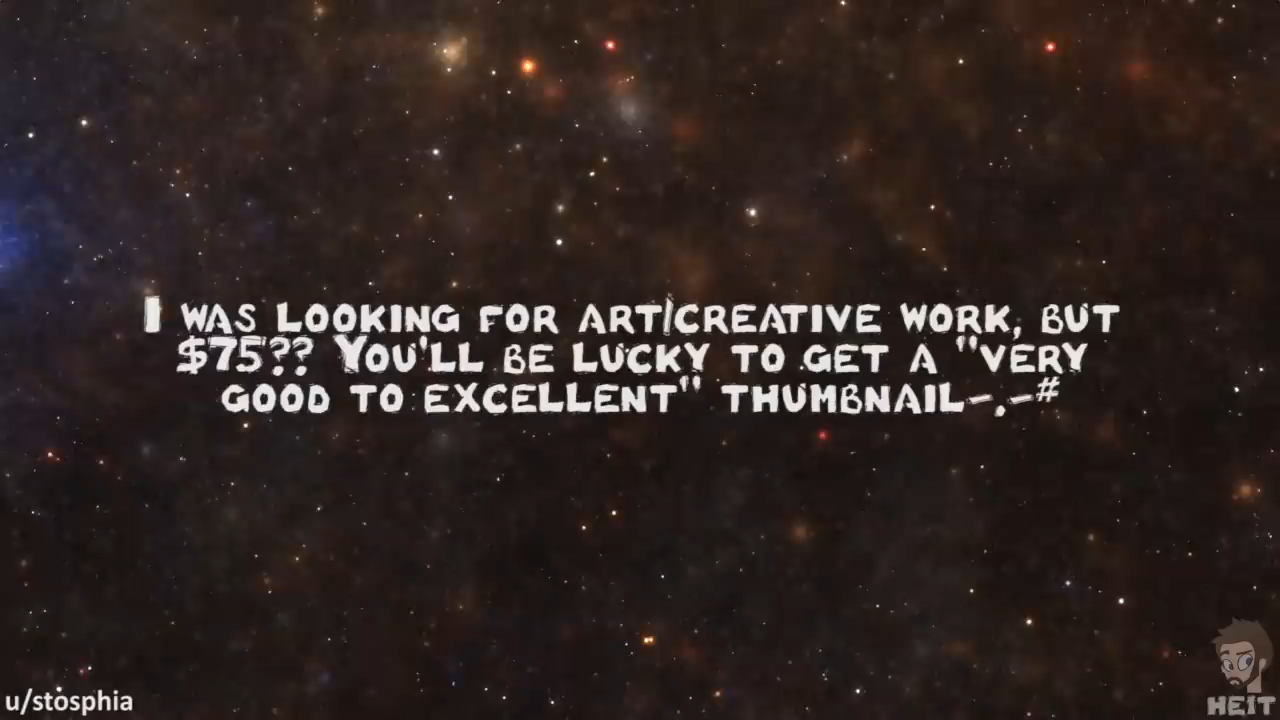 I was looking for art/creative work, but
$75?? You'll be lucky to get a "very
good to excellent" thumbnail-.-#
u/stosphia
HEIT